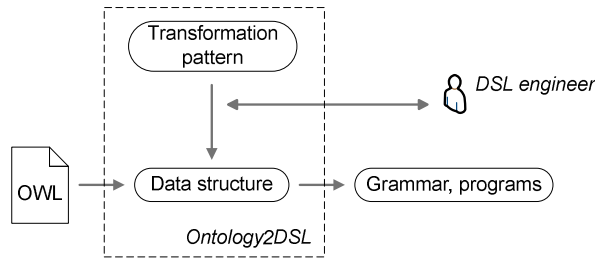 Transformation
pattern
DSL engineer
OWL
Data structure
Grammar, programs
Ontology2DSL